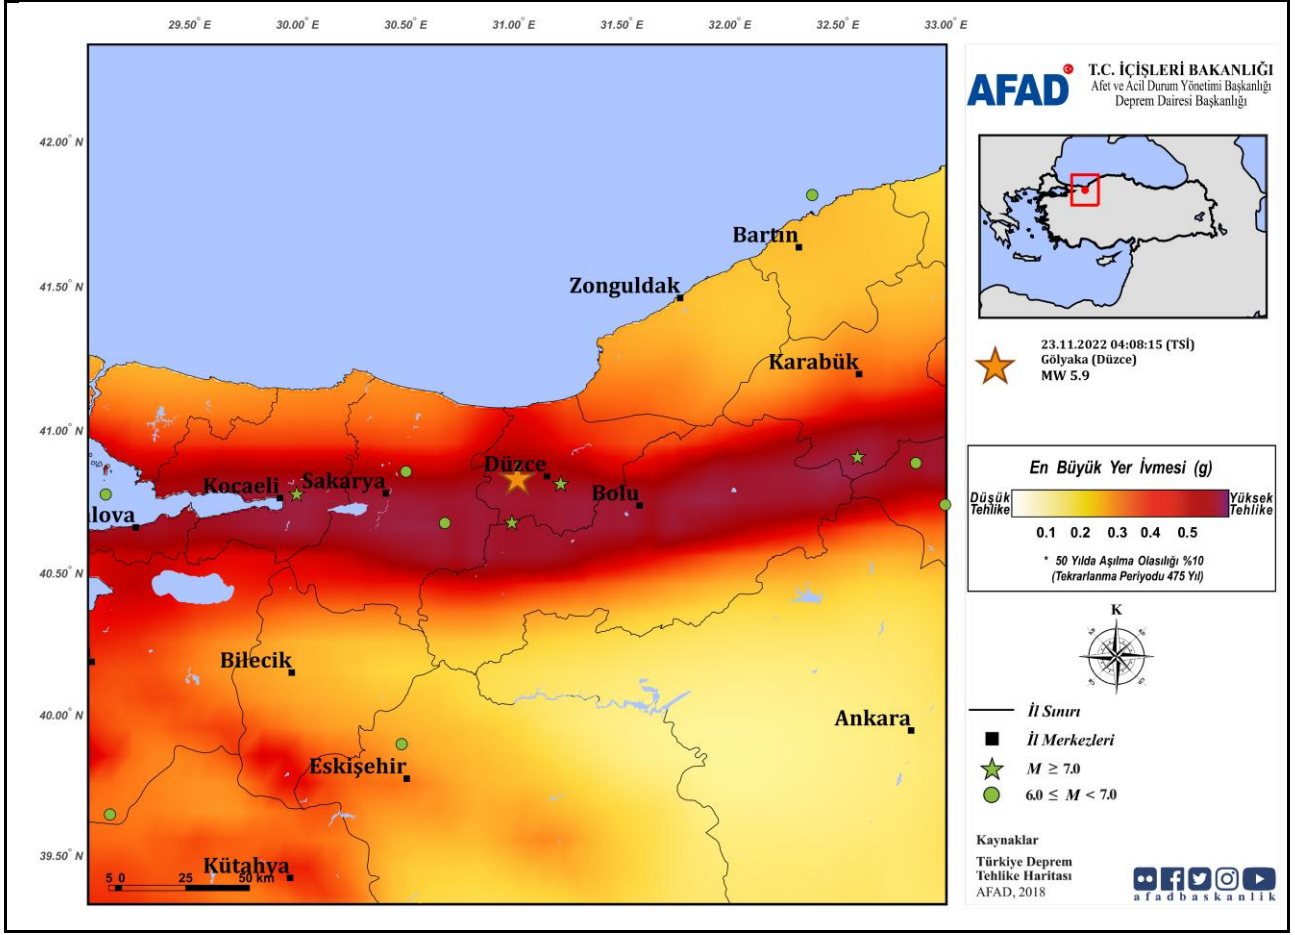 29.50° E 30.00° E 30.50° E 31.00° E 31.50° E 32.00° E 32.50° E 33.00° E
42.00° N
41.50° N
41.00° N
40.50° N
40.00° N
39.50° N
Bartın
Zonguldak
Karabük
Düzce
Sakarya
Kocaeli
Bolu
lova
Bilecik
Ankara
Eskişehir
Kütahya
5 0 25 50 km
AFAD
T.C. İÇİŞLERİ BAKANLIĞI
Afet ve Acil Durum Yönetimi Başkanlığı
Deprem Dairesi Başkanlığı
23.11.2022 04:08:15 (TSİ)
Gölyaka (Düzce)
MW 5.9
En Büyük Yer İvmesi (g)
Düşük
Tehlike
Yüksek
Tehlike
0.1 0.2 0.3 0.4 0.5
* 50 Yılda Aşılma Olasılığı %10
(Tekrarlanma Periyodu 475 Yıl)
K
İl Sınırı
İl Merkezleri
M ≥ 7.0
6.0 ≤ M < 7.0
Kaynaklar
Türkiye Deprem
Tehlike Haritası
AFAD, 2018
afadbaskanlik